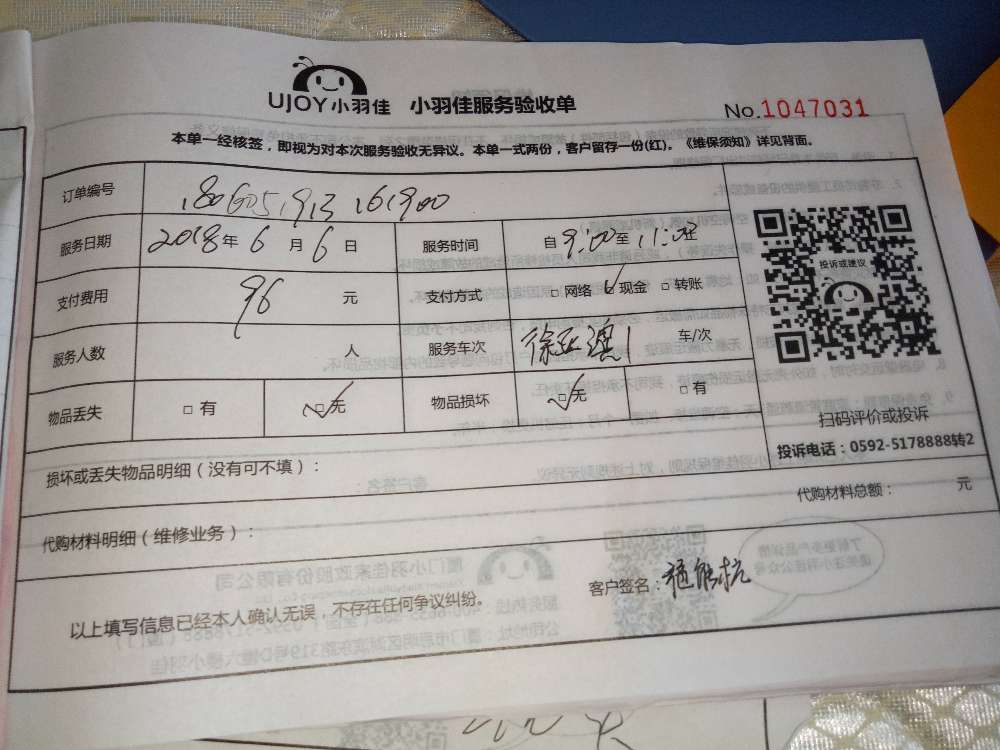 UJOY小羽佳 小羽佳服务验收单
No.1047031
本单一经核签，即视为对本次服务验收无异议。本单一式两份，客户留存一份(红)。《维保须知》详见背面。
订单编号 1806051913161900
服务日期 2018年6月6日 服务时间 自9:00至11:00止
支付费用 96 元 支付方式 □网络 □现金 □转账
服务人数 人 服务车次 车/次
物品丢失 □有 □无 物品损坏 □无 □有
投诉或建议
扫码评价或投诉
投诉电话：0592-5178888转2
损坏或丢失物品明细（没有可不填）：
代购材料明细（维修业务）：
代购材料总额： 元
以上填写信息已经本人确认无误，不存在任何争议纠纷。
客户签名：